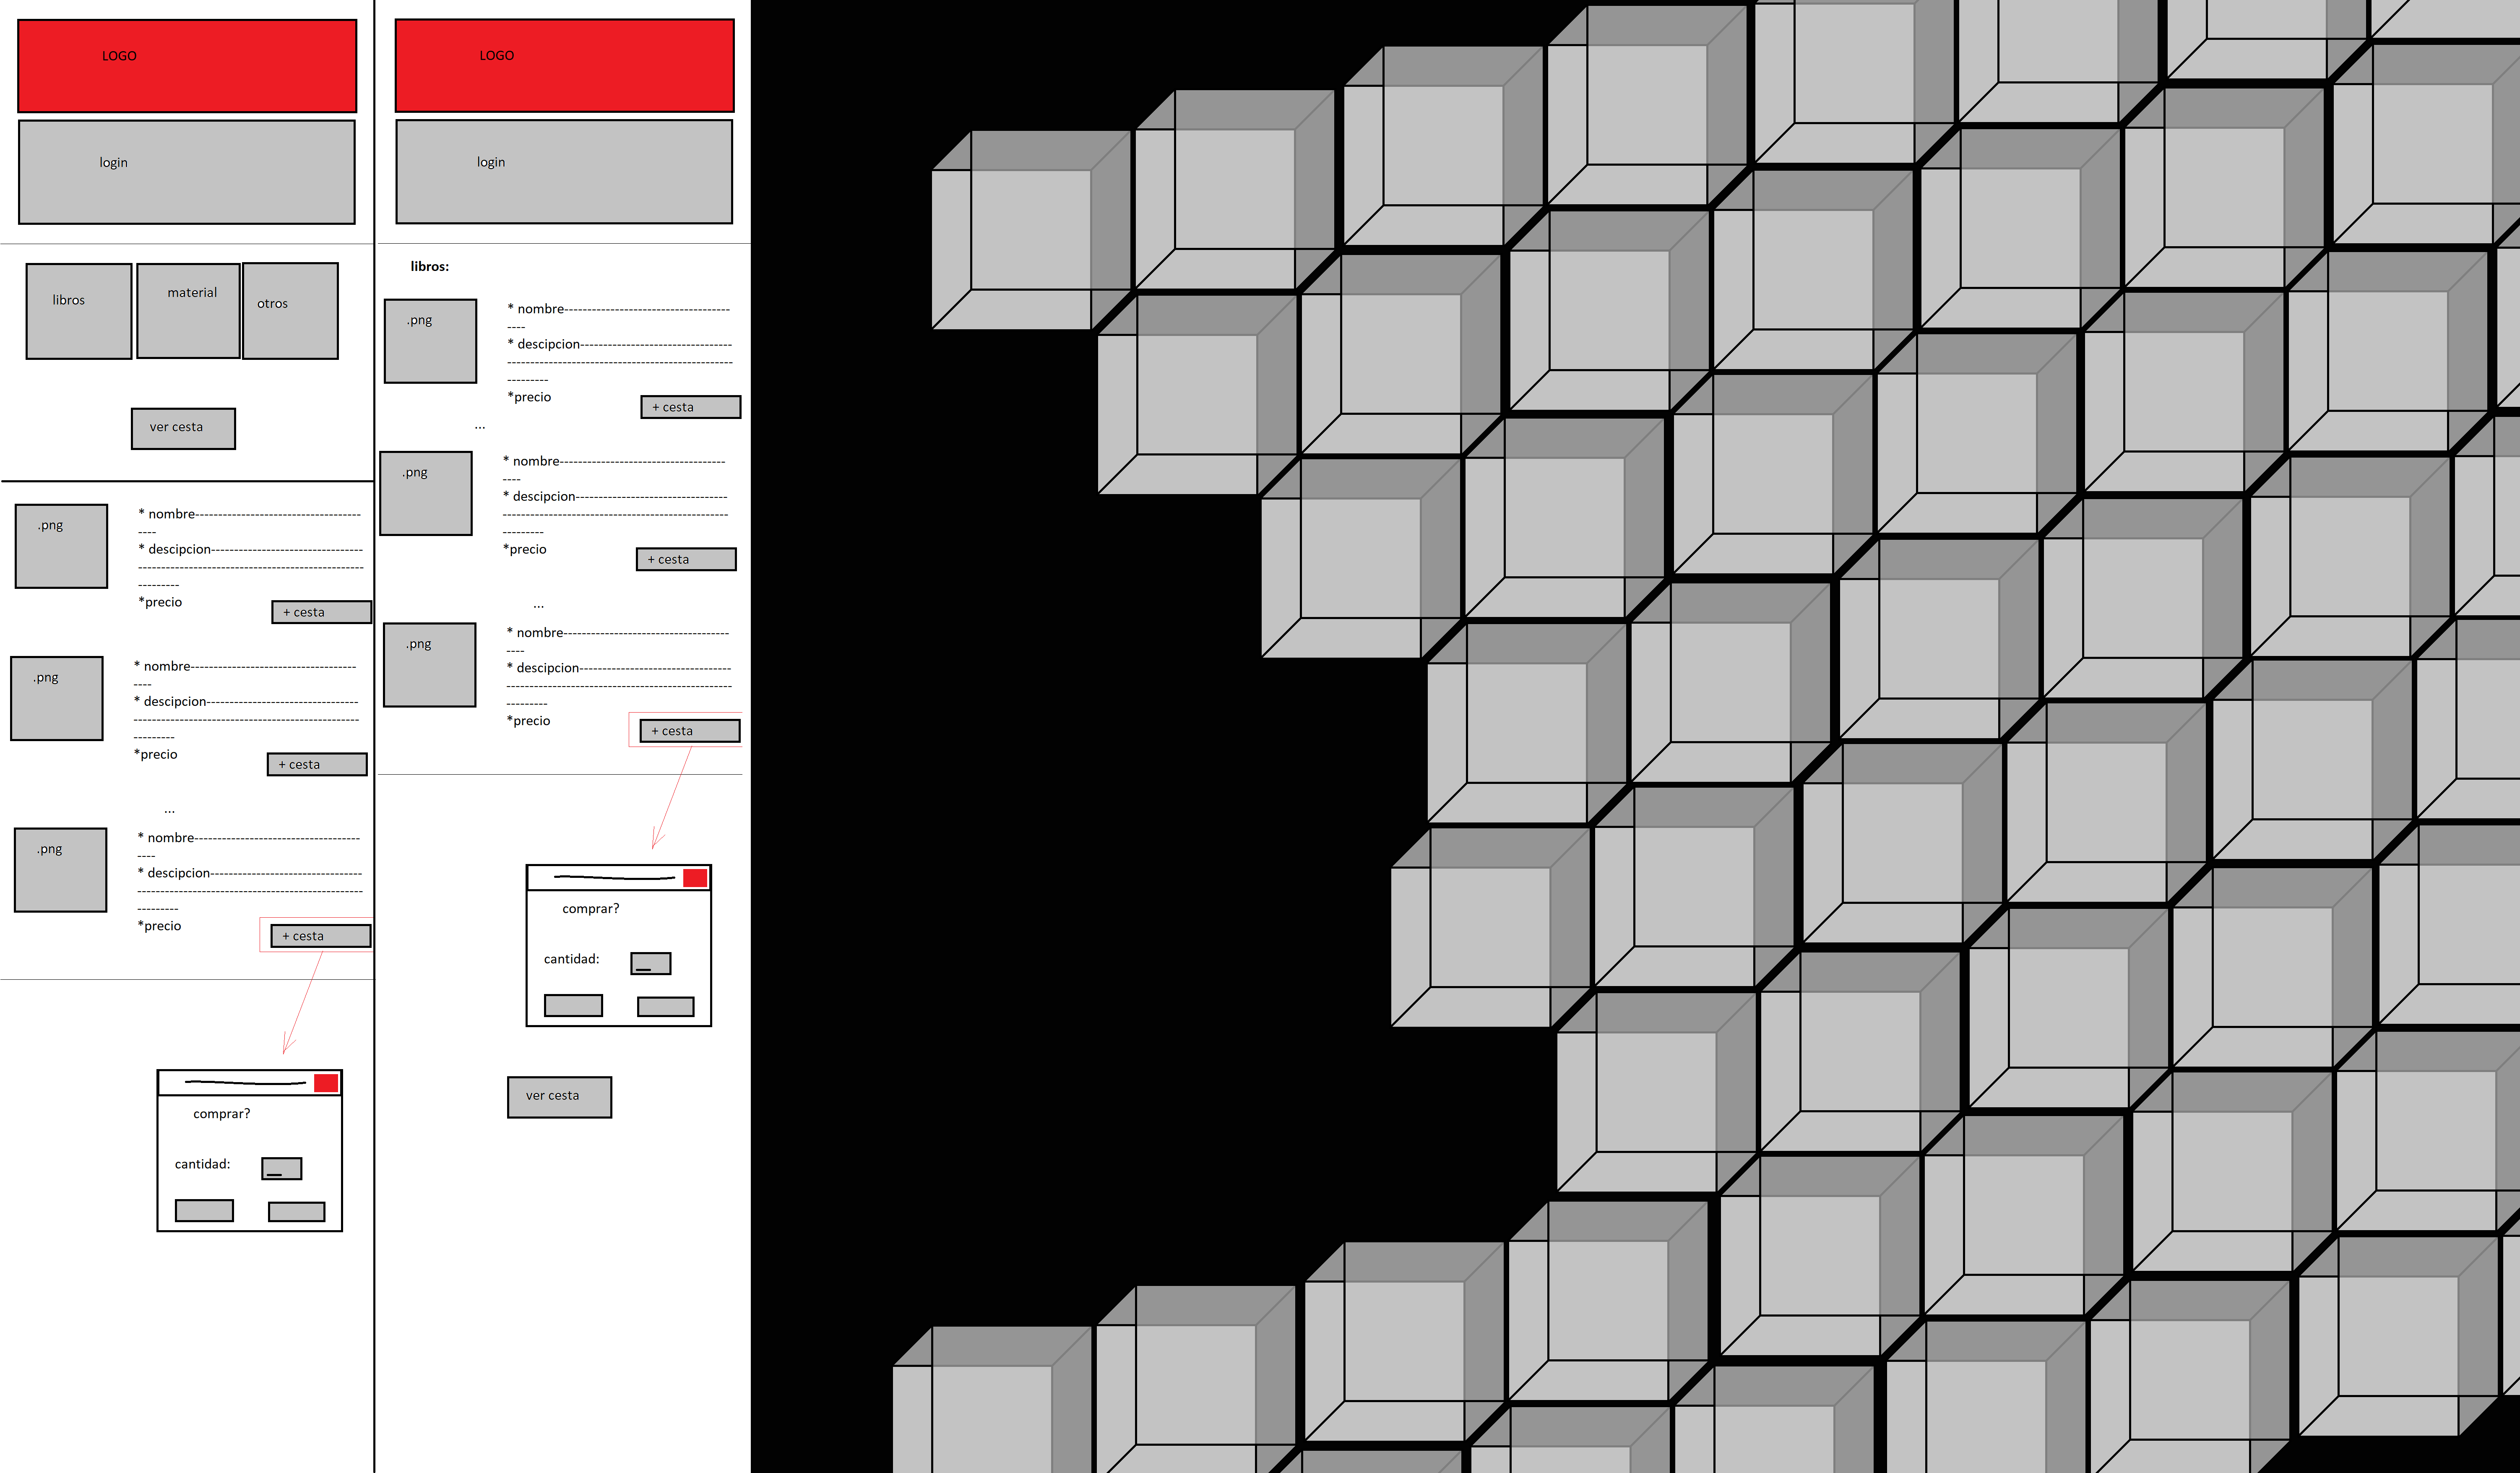 LOGO
login
libros
material
otros
ver cesta
.png
* nombre------------------------------------
----
* descipcion---------------------------------
-------------------------------------------------
---------
*precio
+ cesta
.png
* nombre------------------------------------
----
* descipcion---------------------------------
-------------------------------------------------
---------
*precio
+ cesta
...
.png
* nombre------------------------------------
----
* descipcion---------------------------------
-------------------------------------------------
---------
*precio
+ cesta
comprar?
cantidad:
LOGO
login
libros:
.png
* nombre------------------------------------
----
* descipcion---------------------------------
-------------------------------------------------
---------
*precio
+ cesta
...
.png
* nombre------------------------------------
----
* descipcion---------------------------------
-------------------------------------------------
---------
*precio
+ cesta
...
.png
* nombre------------------------------------
----
* descipcion---------------------------------
-------------------------------------------------
---------
*precio
+ cesta
comprar?
cantidad:
ver cesta